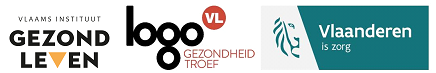 VLAAMS INSTITUUT
GEZOND
LEVEN
logo VL
GEZONDHEID
TROEF
Vlaanderen
is zorg